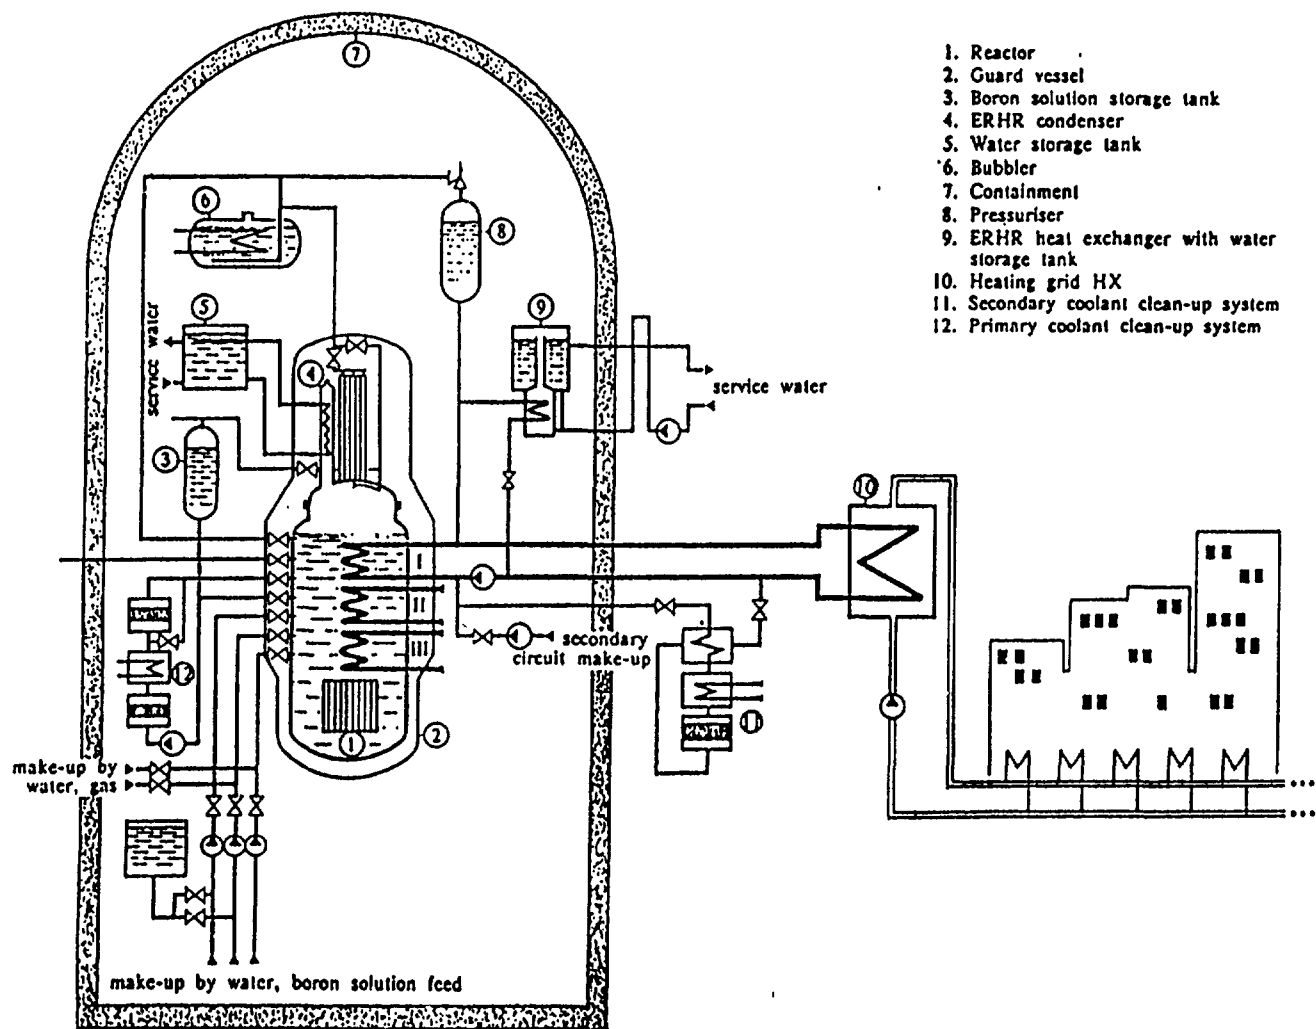 1. Reactor
2. Guard vessel
3. Boron solution storage tank
4. ERHR condenser
5. Water storage tank
6. Bubbler
7. Containment
8. Pressuriser
9. ERHR heat exchanger with water
storage tank
10. Heating grid HX
11. Secondary coolant clean-up system
12. Primary coolant clean-up system
7
6
8
5
9
service water
4
service water
3
10
I
II
III
secondary
circuit make-up
12
11
1
2
make-up by
water, gas
make-up by water, boron solution feed